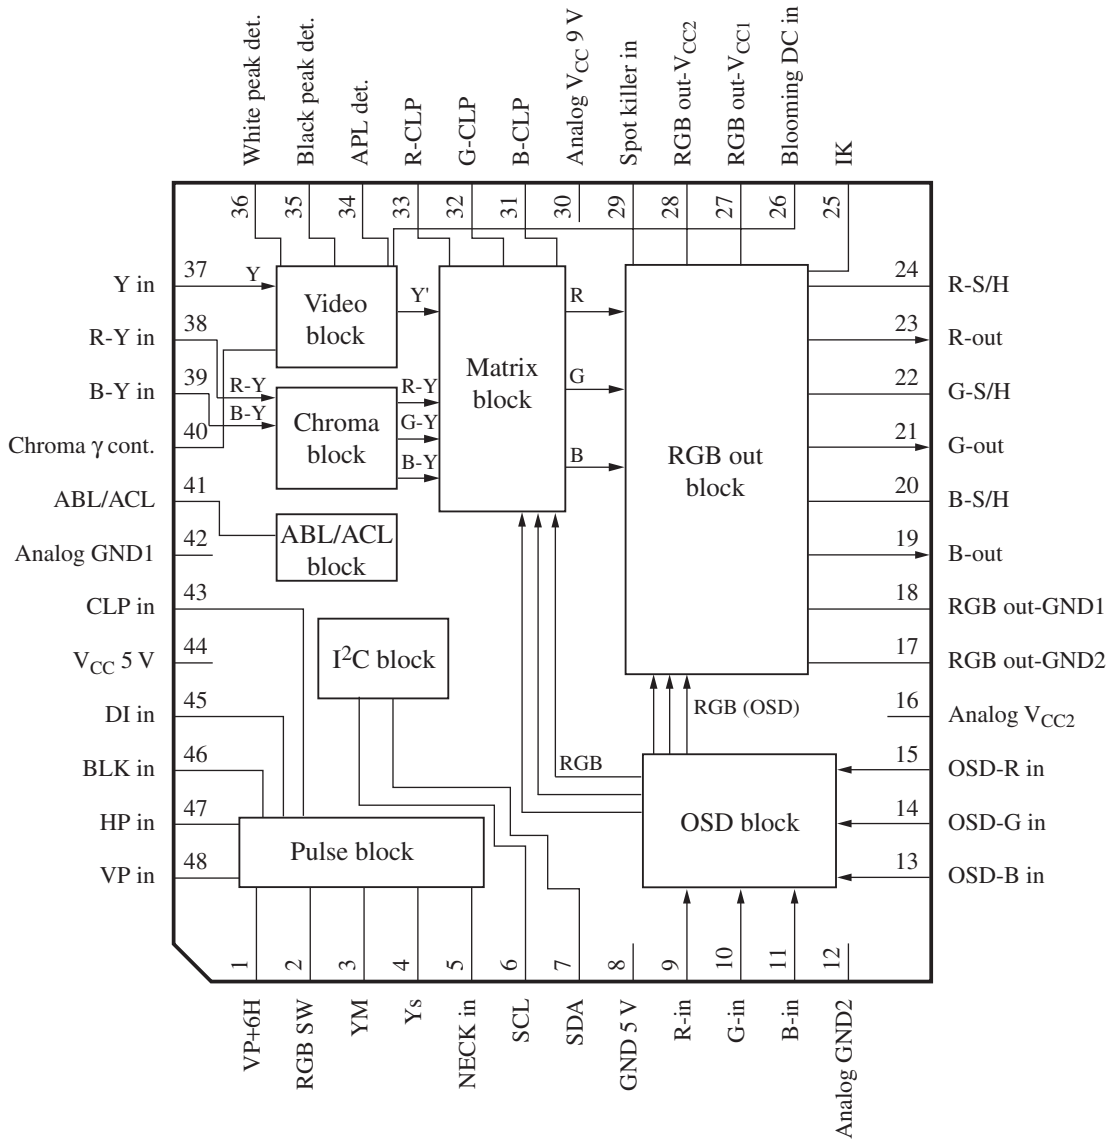 White peak det.
Black peak det.
APL det.
R-CLP
G-CLP
B-CLP
Analog VCC 9 V
Spot killer in
RGB out-VCC2
RGB out-VCC1
Blooming DC in
IK
36
35
34
33
32
31
30
29
28
27
26
25
Y in
37
Y
R-Y in
38
B-Y in
39
R-Y
B-Y
Chroma γ cont.
40
ABL/ACL
41
Analog GND1
42
CLP in
43
VCC 5 V
44
DI in
45
BLK in
46
HP in
47
VP in
48
Video
block
Y'
Chroma
block
R-Y
G-Y
B-Y
ABL/ACL
block
Matrix
block
R
G
B
RGB out
block
I2C block
RGB (OSD)
RGB
OSD block
Pulse block
24
R-S/H
23
R-out
22
G-S/H
21
G-out
20
B-S/H
19
B-out
18
RGB out-GND1
17
RGB out-GND2
16
Analog VCC2
15
OSD-R in
14
OSD-G in
13
OSD-B in
1
2
3
4
5
6
7
8
9
10
11
12
VP+6H
RGB SW
YM
Ys
NECK in
SCL
SDA
GND 5 V
R-in
G-in
B-in
Analog GND2